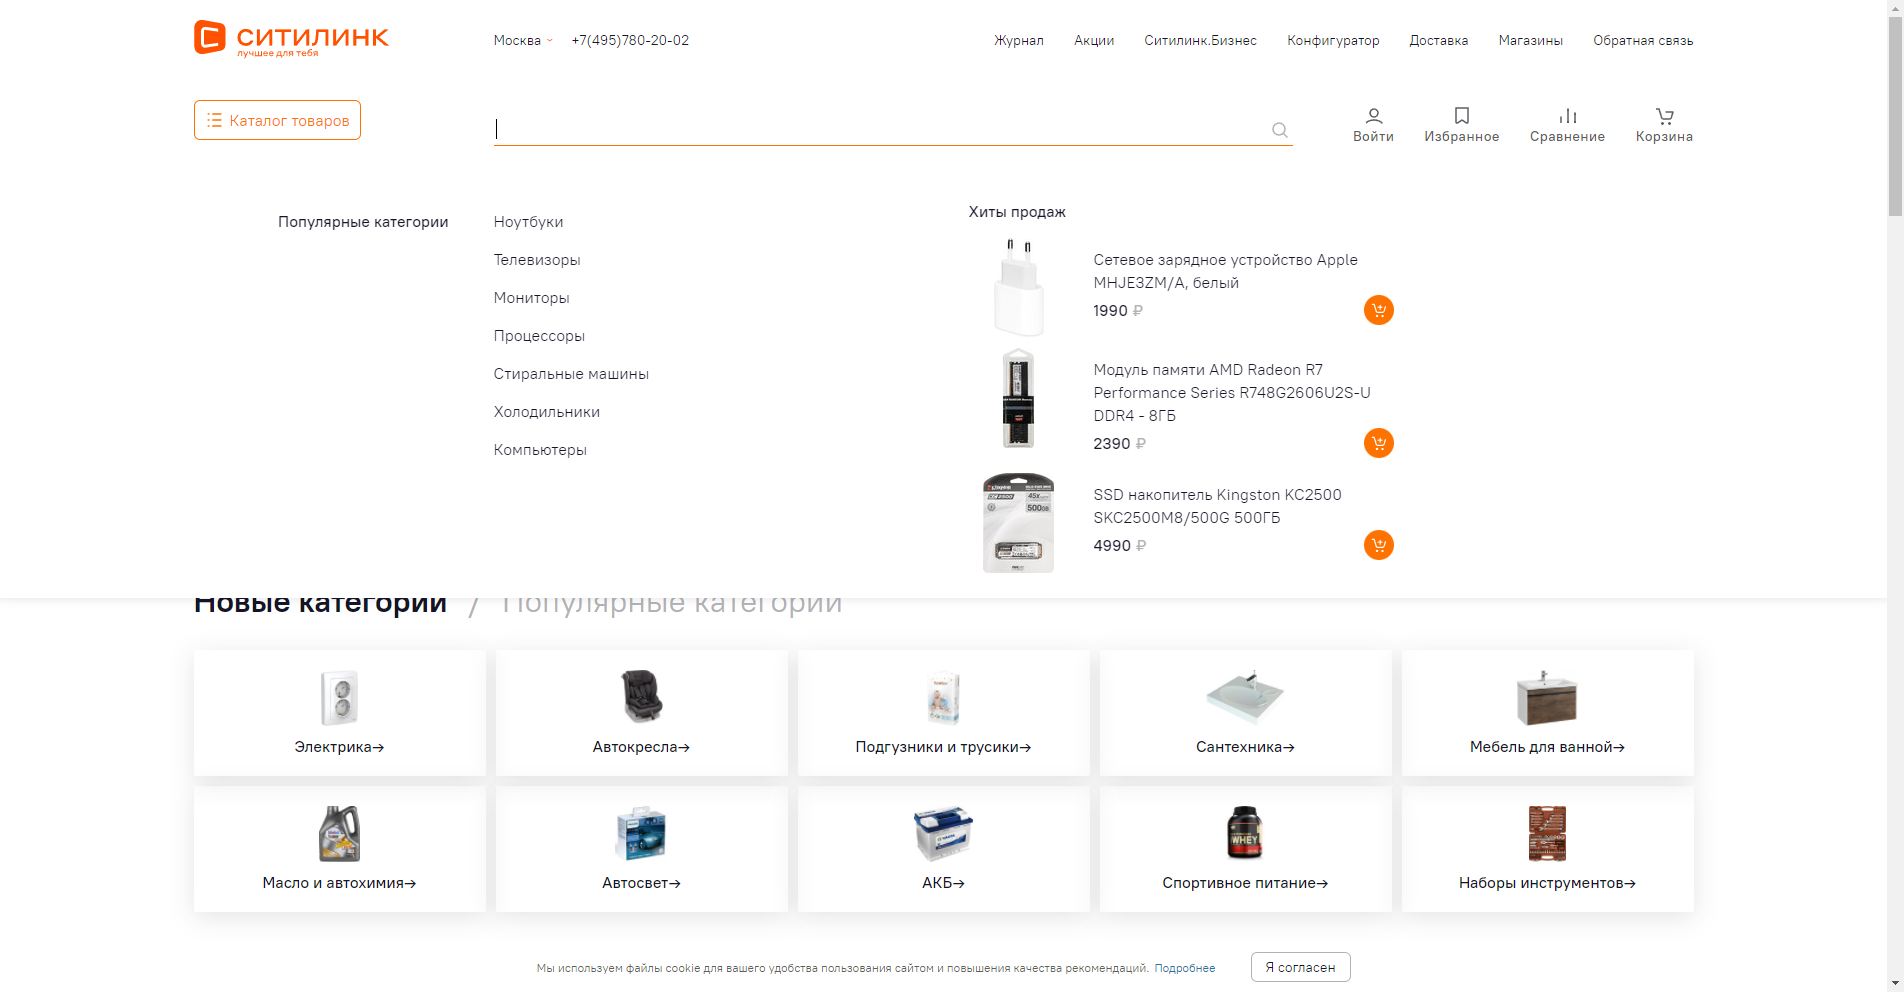 СИТИЛИНК
лучшее для тебя
Москва +7(495)780-20-02
Журнал Акции Ситилинк.Бизнес Конфигуратор Доставка Магазины Обратная связь
Каталог товаров
Войти Избранное Сравнение Корзина
Популярные категории
Ноутбуки
Телевизоры
Мониторы
Процессоры
Стиральные машины
Холодильники
Компьютеры
Хиты продаж
Сетевое зарядное устройство Apple
MHJE3ZM/A, белый
1990 ₽
Модуль памяти AMD Radeon R7
Performance Series R748G2606U2S-U
DDR4 - 8ГБ
2390 ₽
Kingston
45x
500GB
SSD накопитель Kingston KC2500
SKC2500M8/500G 500ГБ
4990 ₽
Новые категории / Популярные категории
Электрика→
Автокресла→
Подгузники и трусики→
Сантехника→
Мебель для ванной→
WHEY
Масло и автохимия→
Автосвет→
АКБ→
Спортивное питание→
Наборы инструментов→
Мы используем файлы cookie для вашего удобства пользования сайтом и повышения качества рекомендаций. Подробнее
Я согласен